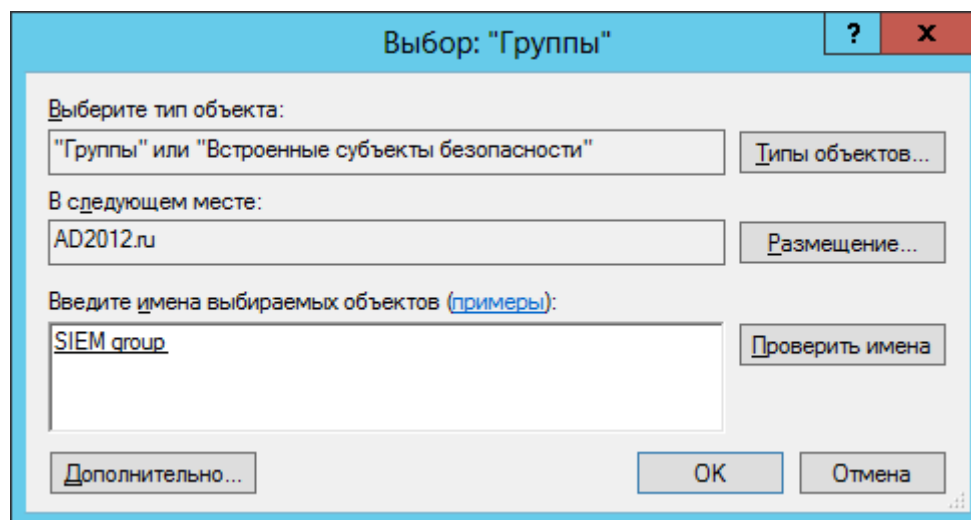 Выбор: "Группы"
? x
Выберите тип объекта:
"Группы" или "Встроенные субъекты безопасности"
Типы объектов...
В следующем месте:
AD2012.ru
Размещение...
Введите имена выбираемых объектов (примеры):
SIEM group
Проверить имена
Дополнительно...
OK
Отмена